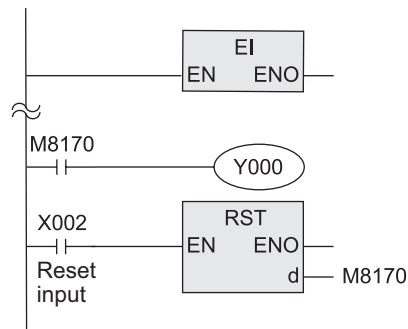 EI
EN ENO
M8170
Y000
X002
RST
EN ENO
Reset
input
d M8170